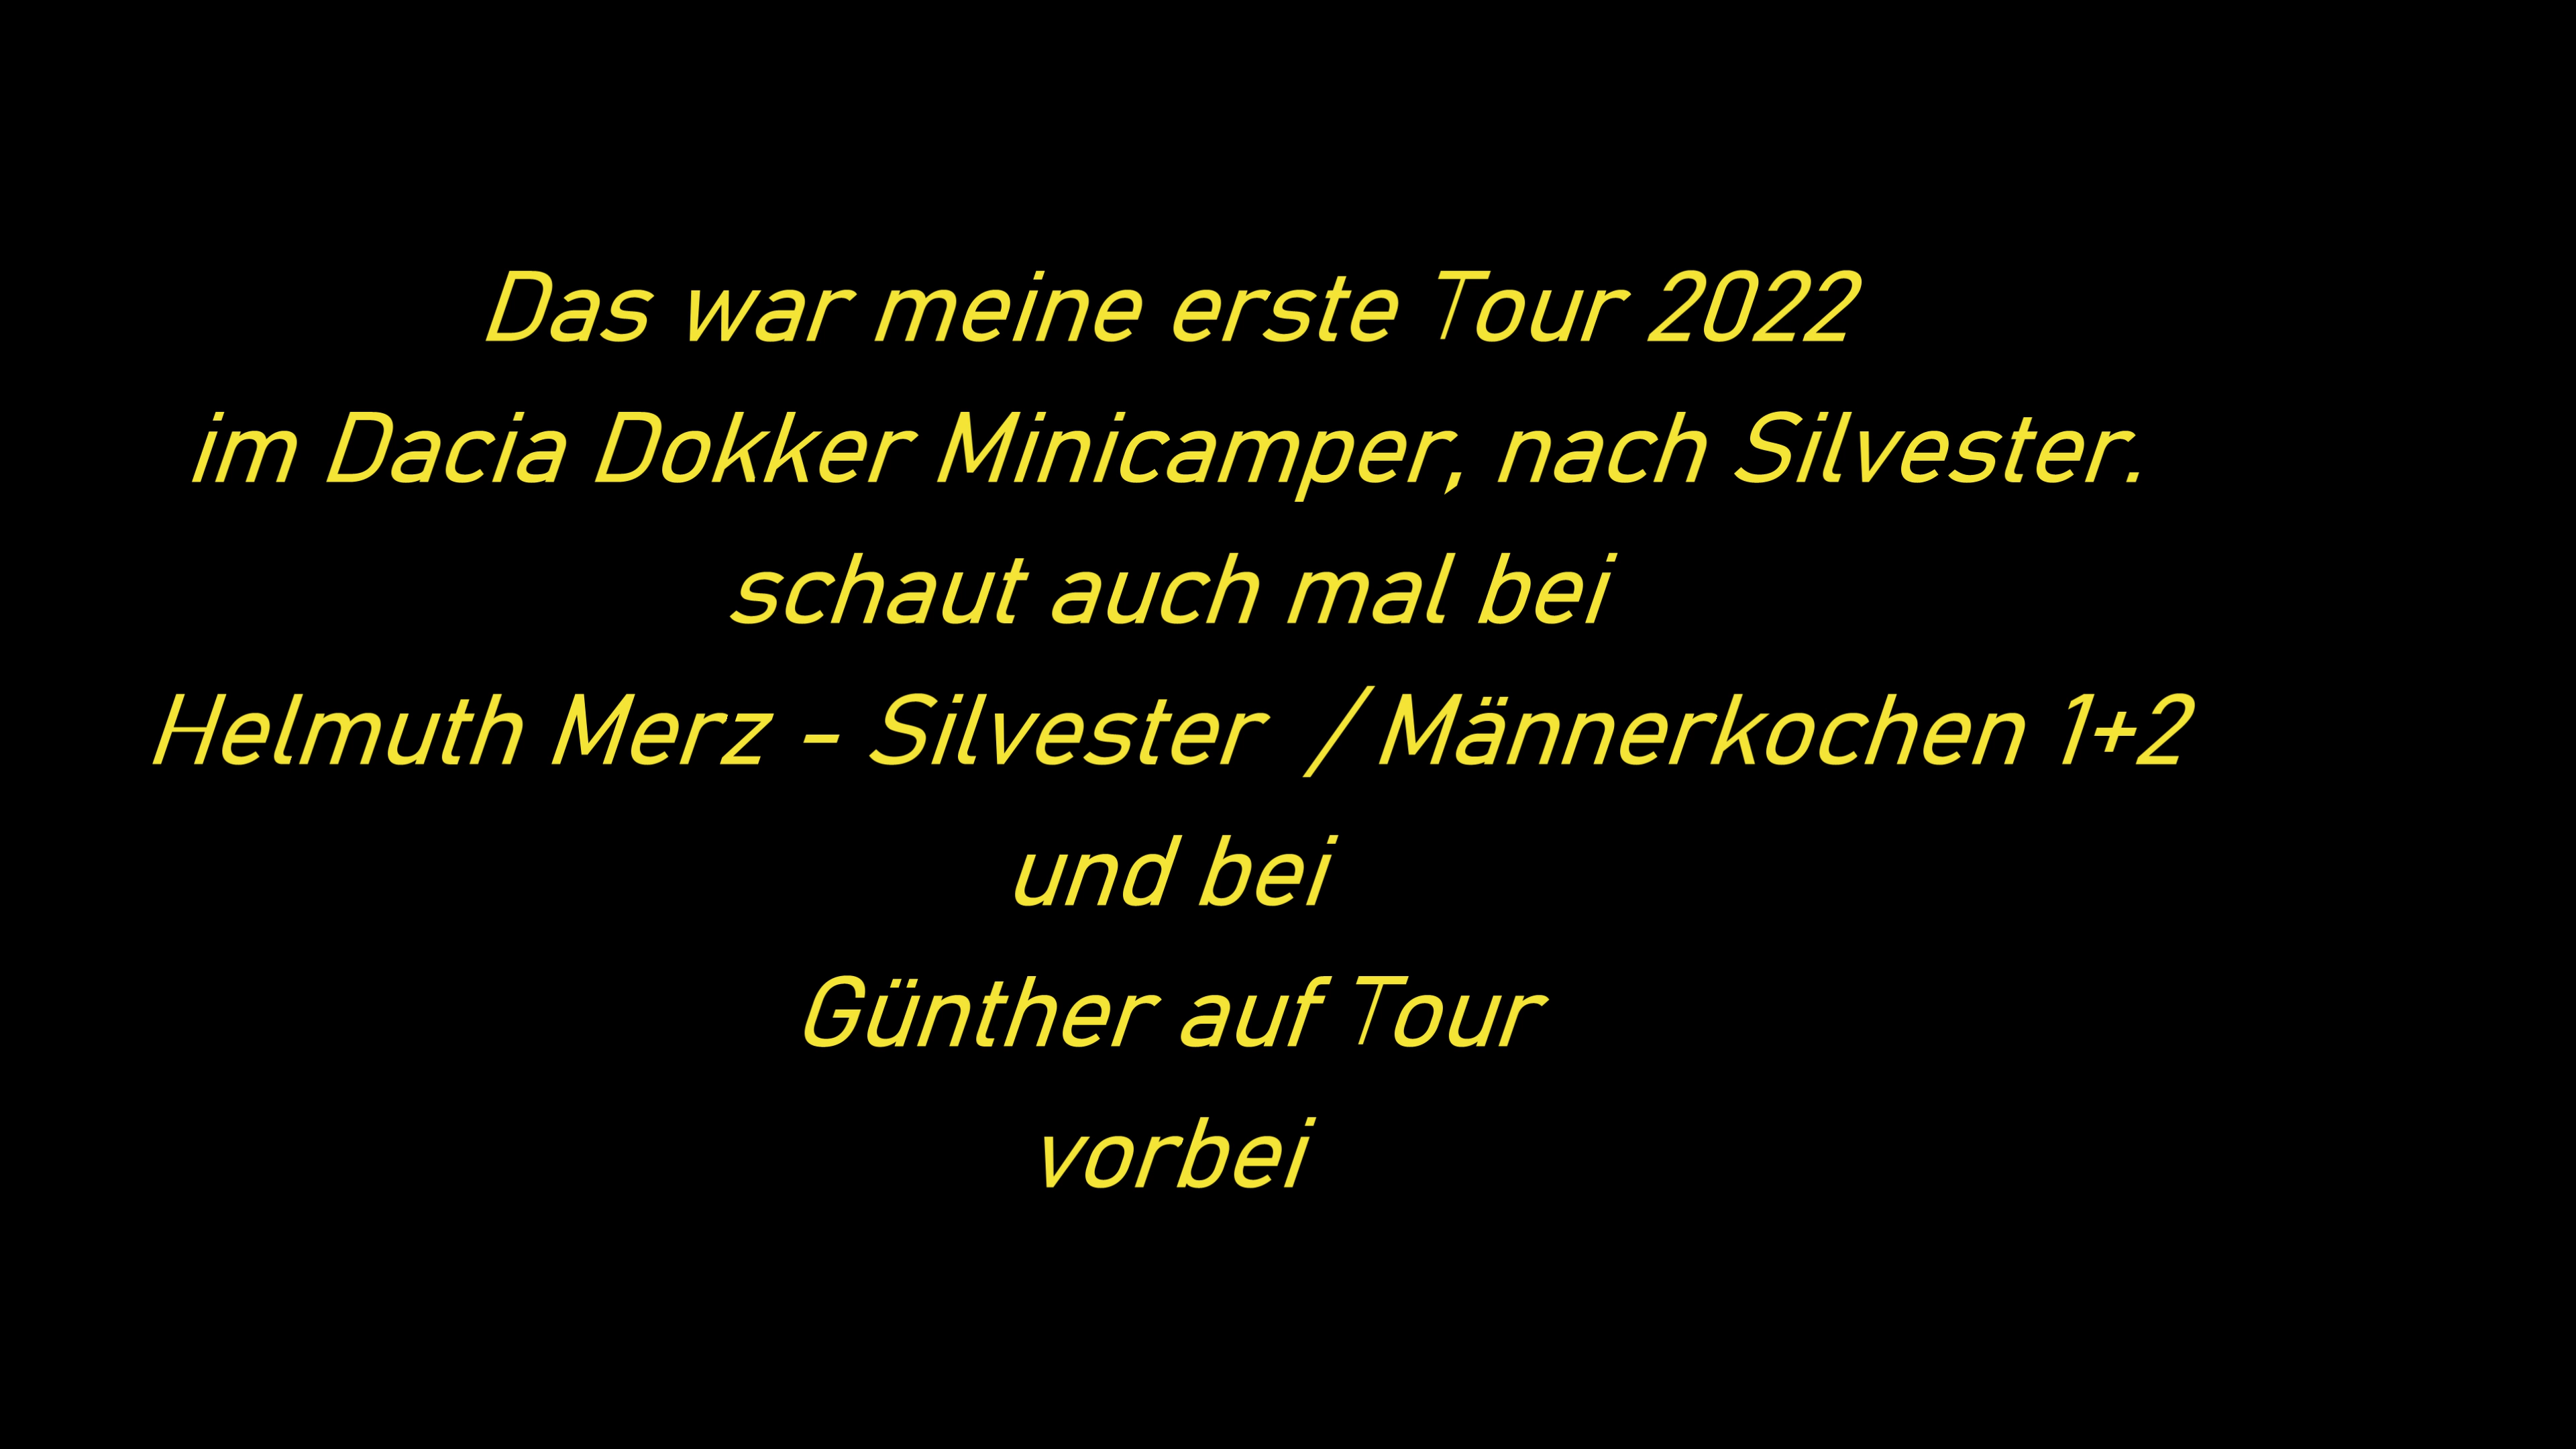 Das war meine erste Tour 2022
im Dacia Dokker Minicamper, nach Silvester.
schaut auch mal bei
Helmuth Merz - Silvester / Männerkochen 1+2
und bei
Günther auf Tour
vorbei